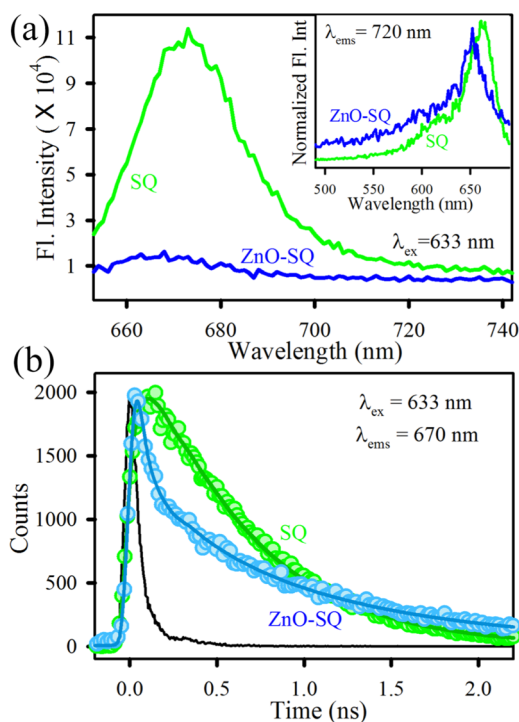 (a)
Fl. Intensity ( X 10⁴)
11
9
7
5
3
1
SQ
ZnO-SQ
λex=633 nm
660 680 700 720 740
Wavelength (nm)
Normalized Fl. Int
λems = 720 nm
ZnO-SQ
SQ
500 550 600 650
Wavelength (nm)
(b)
Counts
2000
1500
1000
500
0
λex = 633 nm
λems = 670 nm
SQ
ZnO-SQ
0.0 0.5 1.0 1.5 2.0
Time (ns)